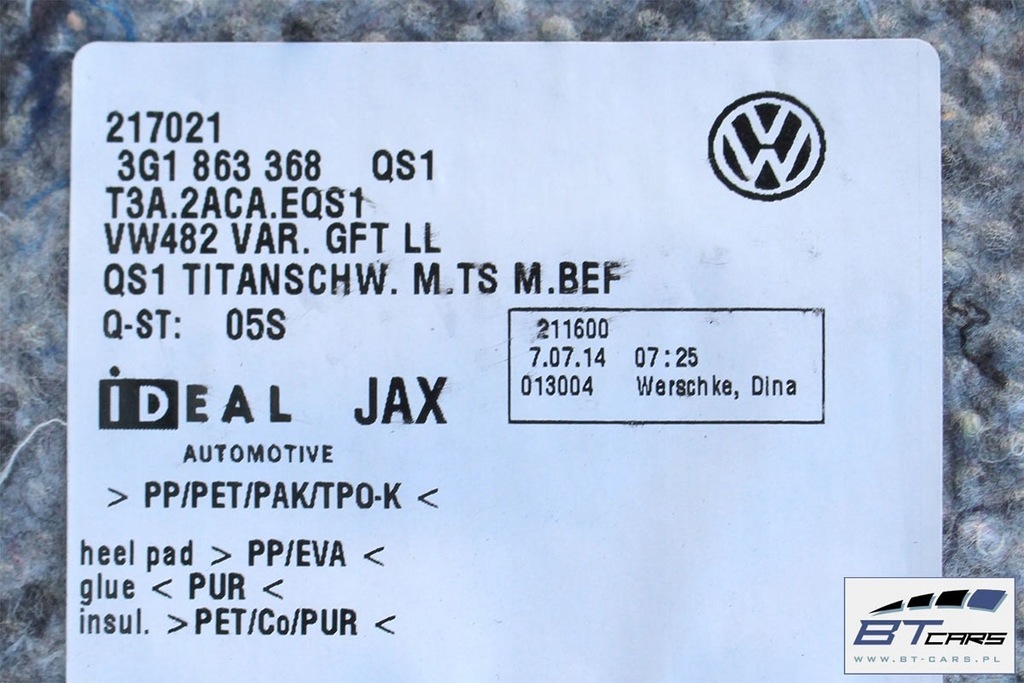 217021
3G1 863 368 QS1
T3A.2ACA.EQS1
VW482 VAR. GFT LL
QS1 TITANSCHW. M.TS M.BEF
Q-ST: 05S
211600
7.07.14 07:25
013004 Werschke, Dina
iDEAL JAX
AUTOMOTIVE
> PP/PET/PAK/TPO-K <
heel pad > PP/EVA <
glue < PUR <
insul. >PET/Co/PUR <
BT CARS
WWW.BT-CARS.PL